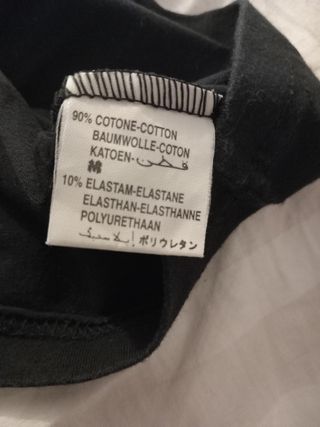 90% COTONE-COTTON
BAUMWOLLE-COTON
KATOEN-قطن
綿
10% ELASTAM-ELASTANE
ELASTHAN-ELASTHANNE
POLYURETHAAN
ポリウレタン